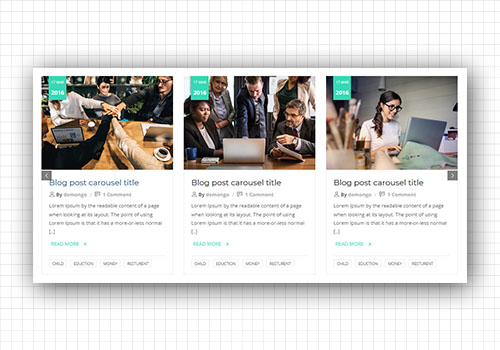 17 MAR
2016
Blog post carousel title
By demongo / 1 Comment
Lorem Ipsum by the readable content of a page
when looking at its layout. The point of using
Lorem Ipsum is that it has a more-or-less normal
[..]
READ MORE »
CHILD EDUCTION MONEY RECTURENT
17 MAR
2016
Blog post carousel title
By demongo / 1 Comment
Lorem Ipsum by the readable content of a page
when looking at its layout. The point of using
Lorem Ipsum is that it has a more-or-less normal
[..]
READ MORE »
CHILD EDUCTION MONEY RECTURENT
17 MAR
2016
Blog post carousel title
By demongo / 1 Comment
Lorem Ipsum by the readable content of a page
when looking at its layout. The point of using
Lorem Ipsum is that it has a more-or-less normal
[..]
READ MORE »
CHILD EDUCTION MONEY RECTURENT